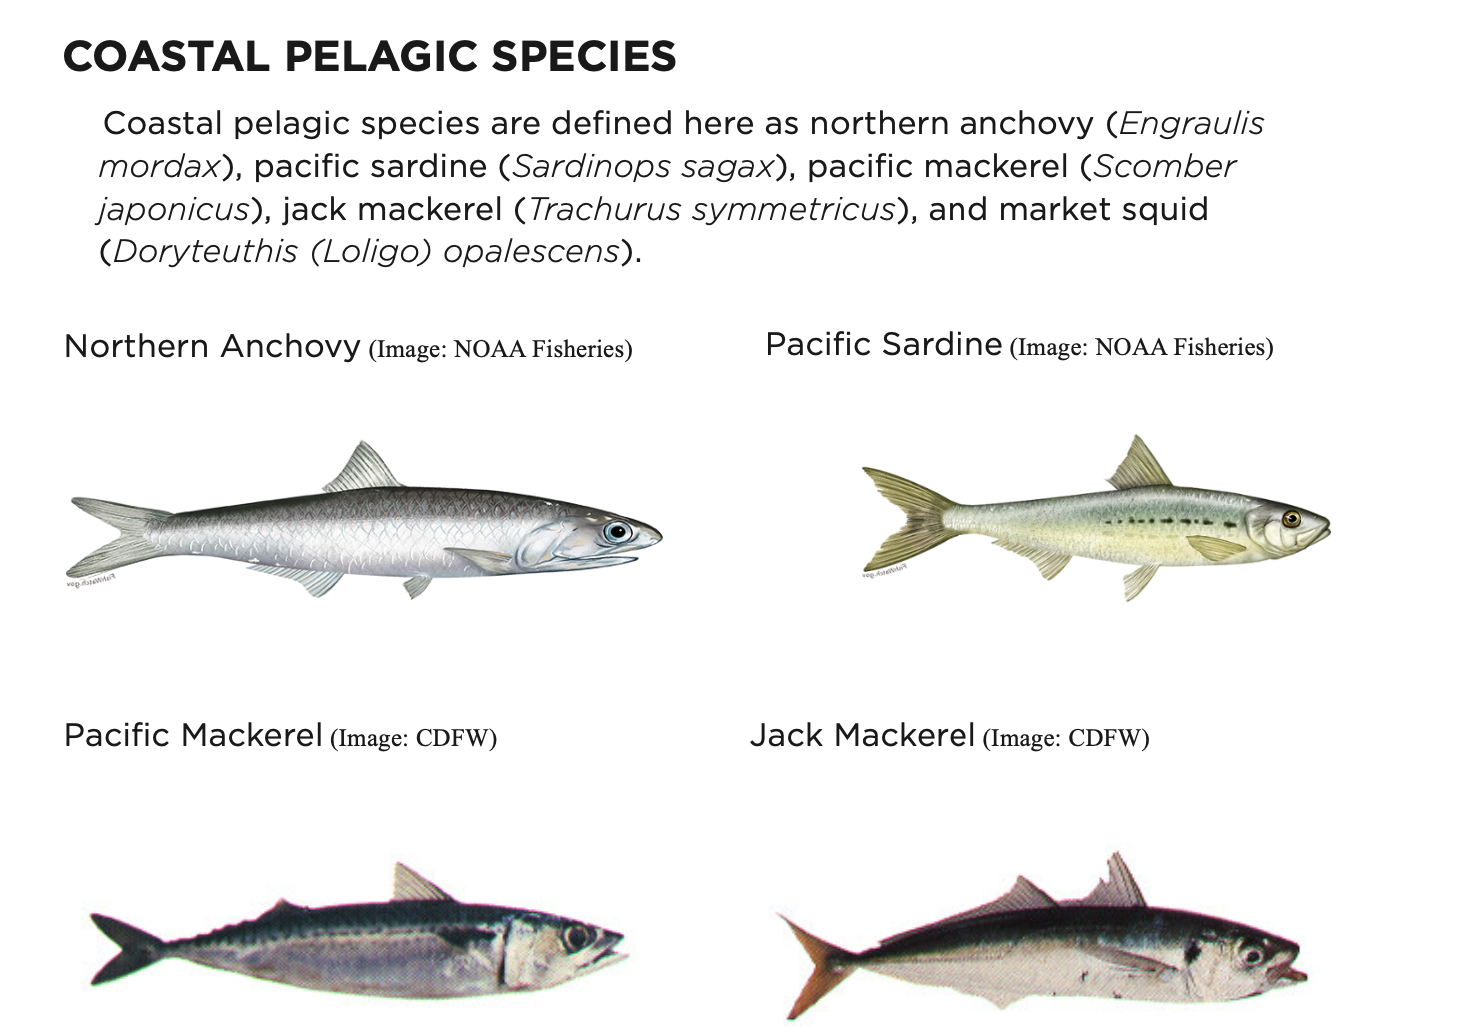 COASTAL PELAGIC SPECIES
Coastal pelagic species are defined here as northern anchovy (Engraulis
mordax), pacific sardine (Sardinops sagax), pacific mackerel (Scomber
japonicus), jack mackerel (Trachurus symmetricus), and market squid
(Doryteuthis (Loligo) opalescens).
Northern Anchovy (Image: NOAA Fisheries)
Pacific Sardine (Image: NOAA Fisheries)
FishWatch.gov
FishWatch.gov
Pacific Mackerel (Image: CDFW)
Jack Mackerel (Image: CDFW)